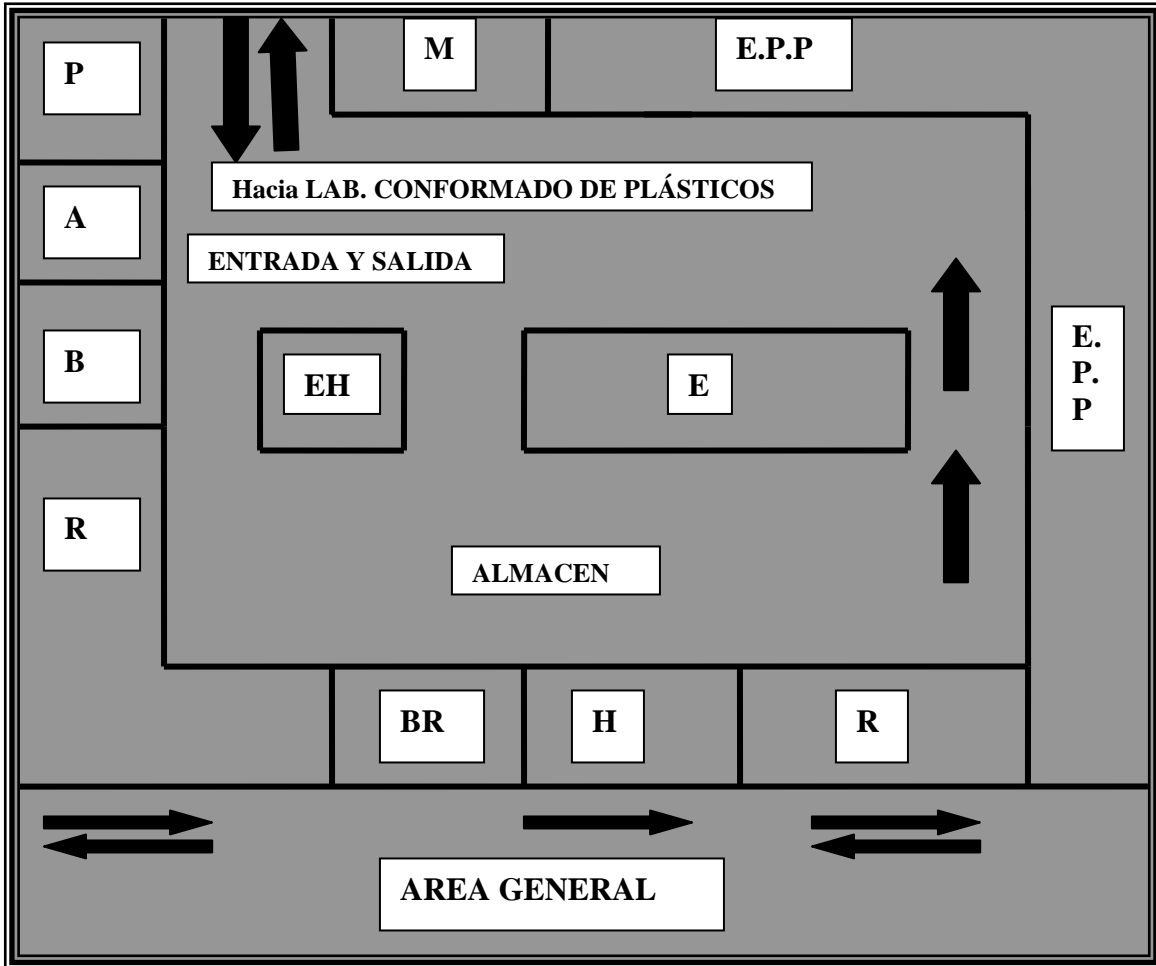 P
M
E.P.P
Hacia LAB. CONFORMADO DE PLÁSTICOS
A
ENTRADA Y SALIDA
B
EH
E
E.
P.
P
R
ALMACEN
BR
H
R
AREA GENERAL